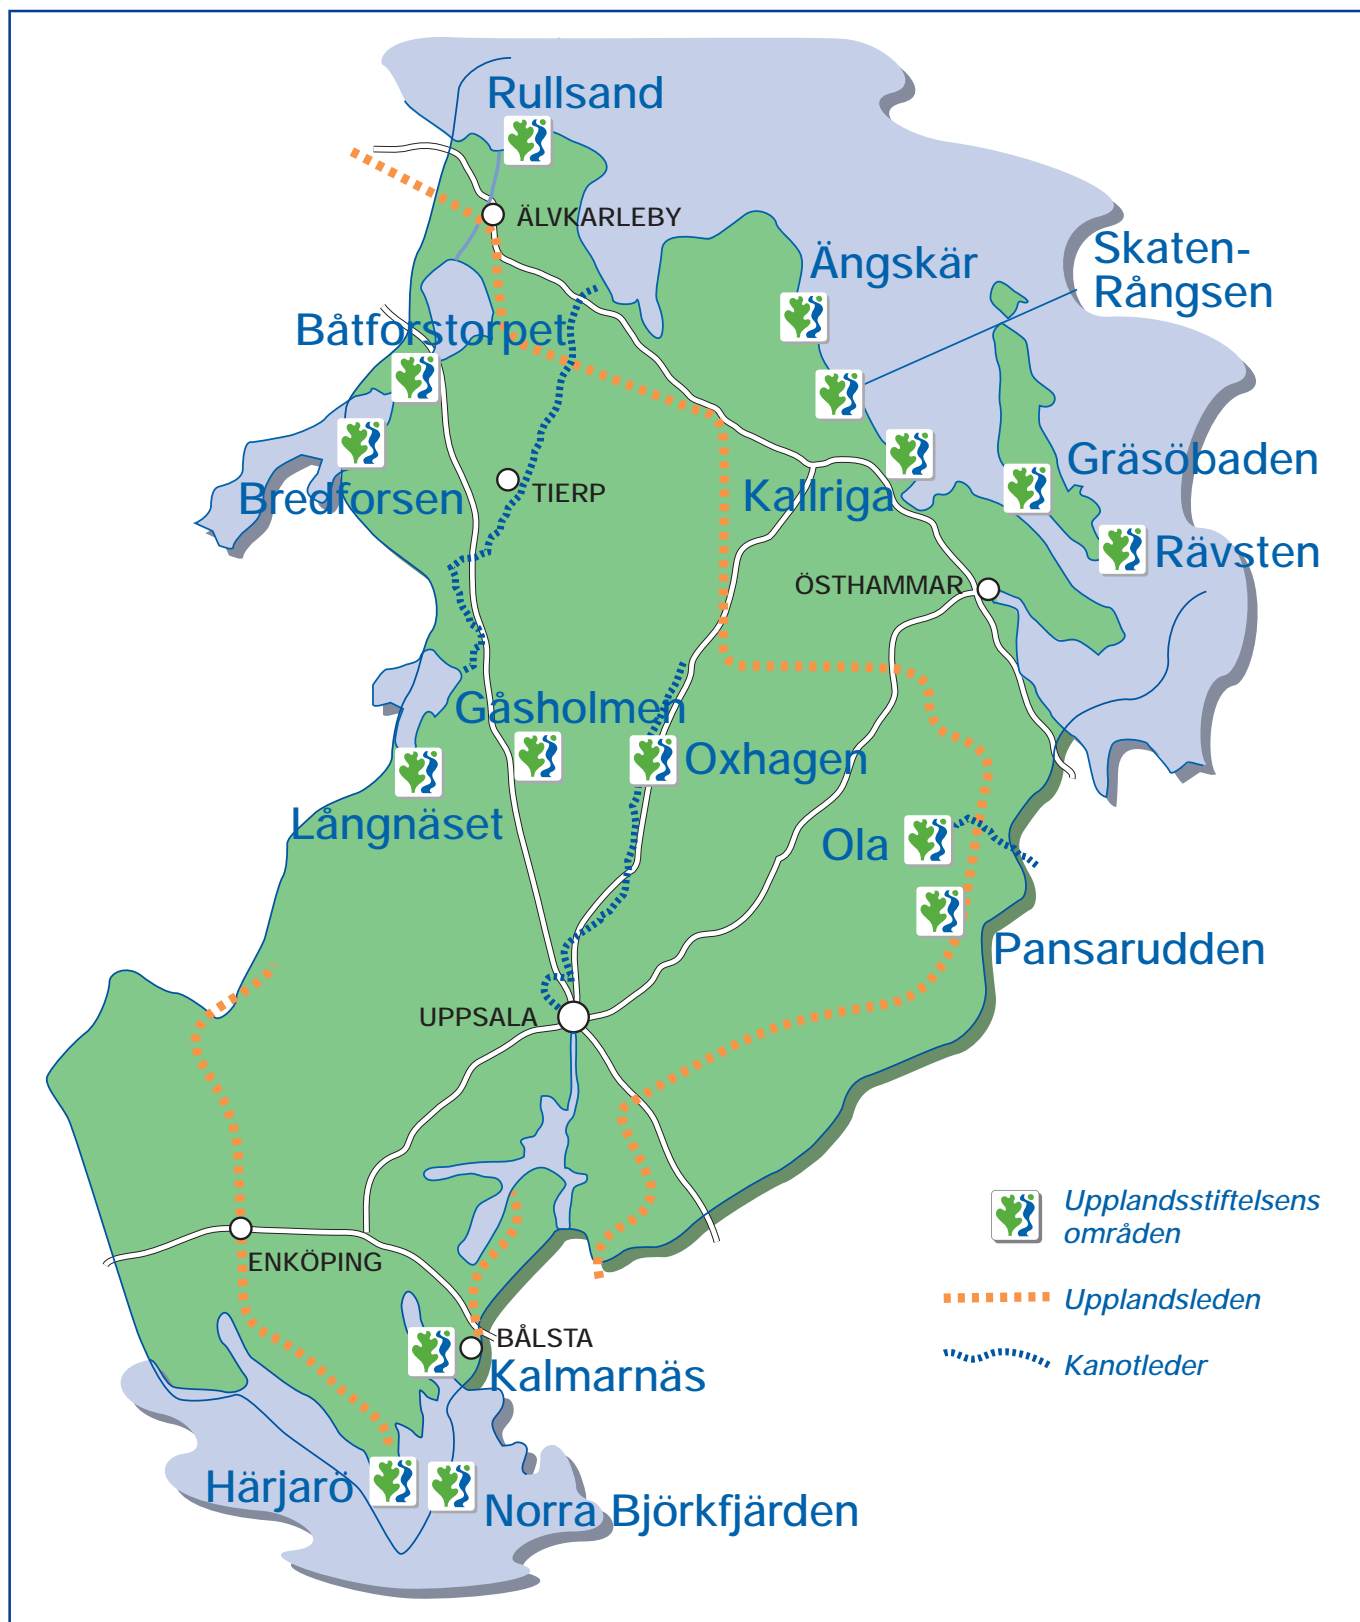 Rullsand
ÄLVKARLEBY
Ängskär
Skaten-
Rångsen
Båtforstorpet
Gräsöbaden
Bredforsen
TIERP
Kallriga
Rävsten
ÖSTHAMMAR
Gåsholmen
Oxhagen
Långnäset
Ola
Pansarudden
UPPSALA
Upplandsstiftelsens
områden
ENKÖPING
Upplandsleden
BÅLSTA
Kanotleder
Kalmarnäs
Härjarö
Norra Björkfjärden